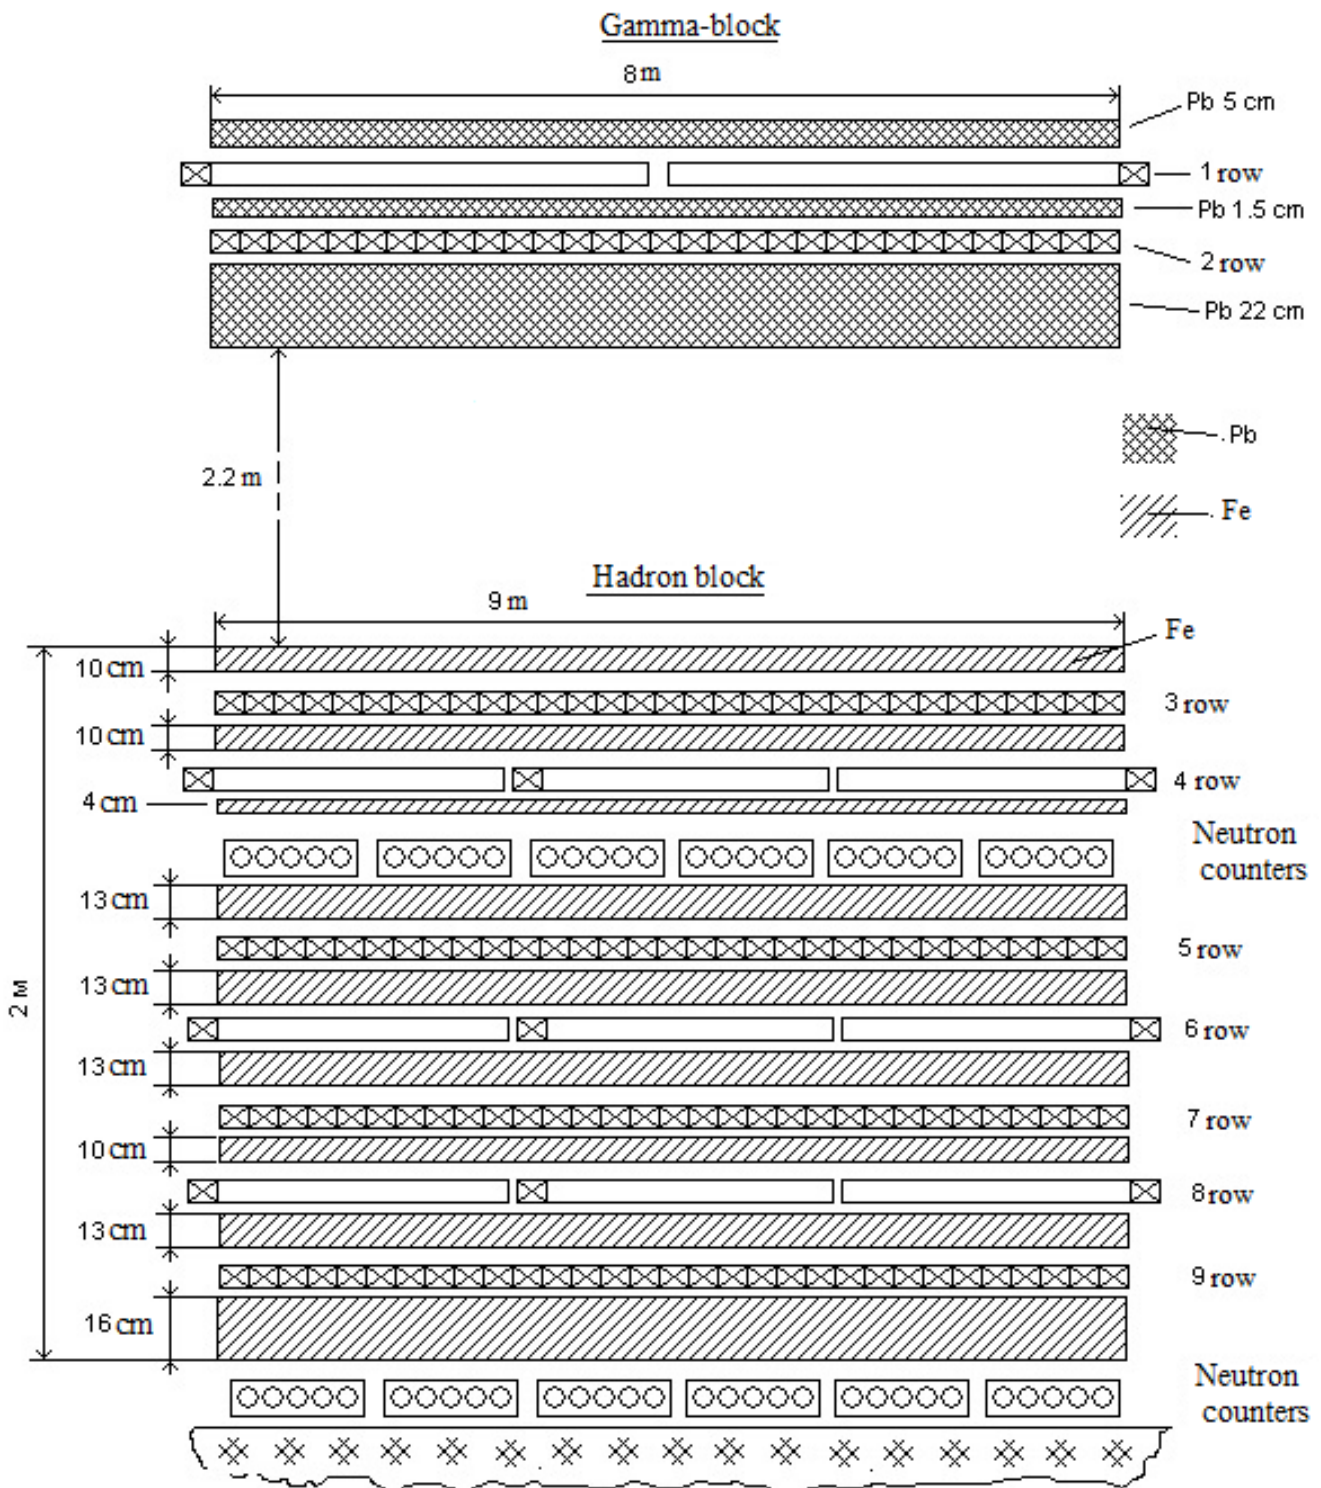 Gamma-block
8 m
Pb 5 cm
1 row
Pb 1.5 cm
2 row
Pb 22 cm
Pb
2.2 m
Fe
Hadron block
9 m
Fe
10 cm
3 row
10 cm
4 row
4 cm
Neutron
counters
13 cm
5 row
13 cm
2 м
6 row
13 cm
7 row
10 cm
8 row
13 cm
9 row
16 cm
Neutron
counters